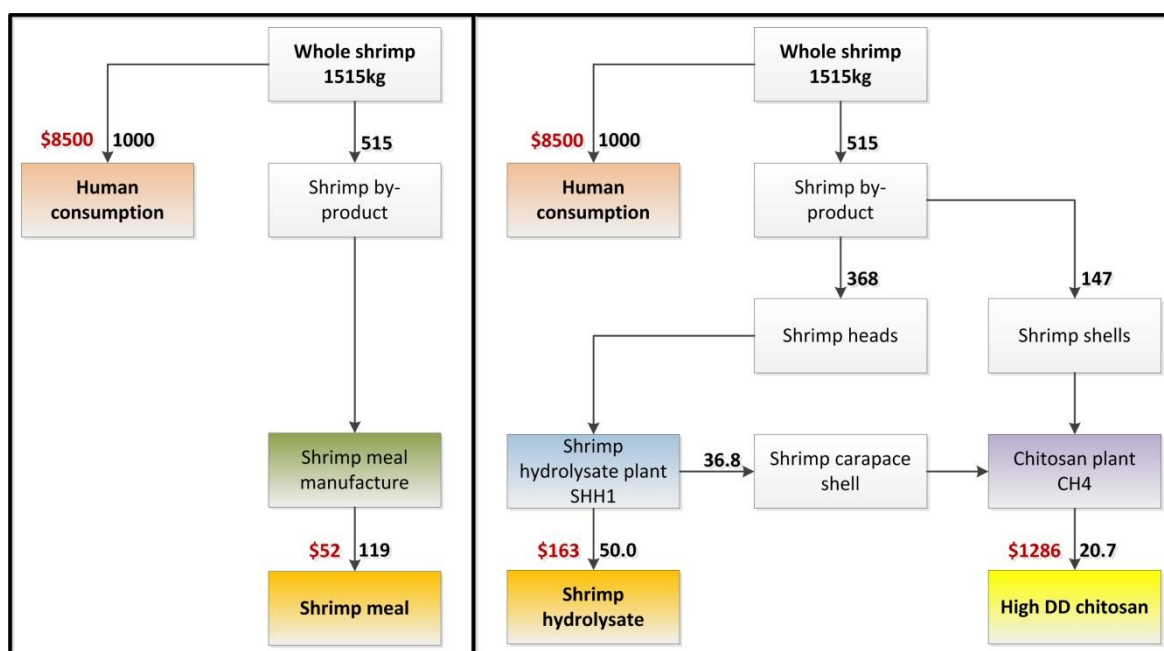 Whole shrimp
1515kg
$8500 1000
515
Human
consumption
Shrimp by-
product
Shrimp meal
manufacture
$52 119
Shrimp meal
Whole shrimp
1515kg
$8500 1000
515
Human
consumption
Shrimp by-
product
368
147
Shrimp heads
Shrimp shells
Shrimp
hydrolysate plant
SHH1
36.8
Shrimp carapace
shell
Chitosan plant
CH4
$163 50.0
$1286 20.7
Shrimp
hydrolysate
High DD chitosan